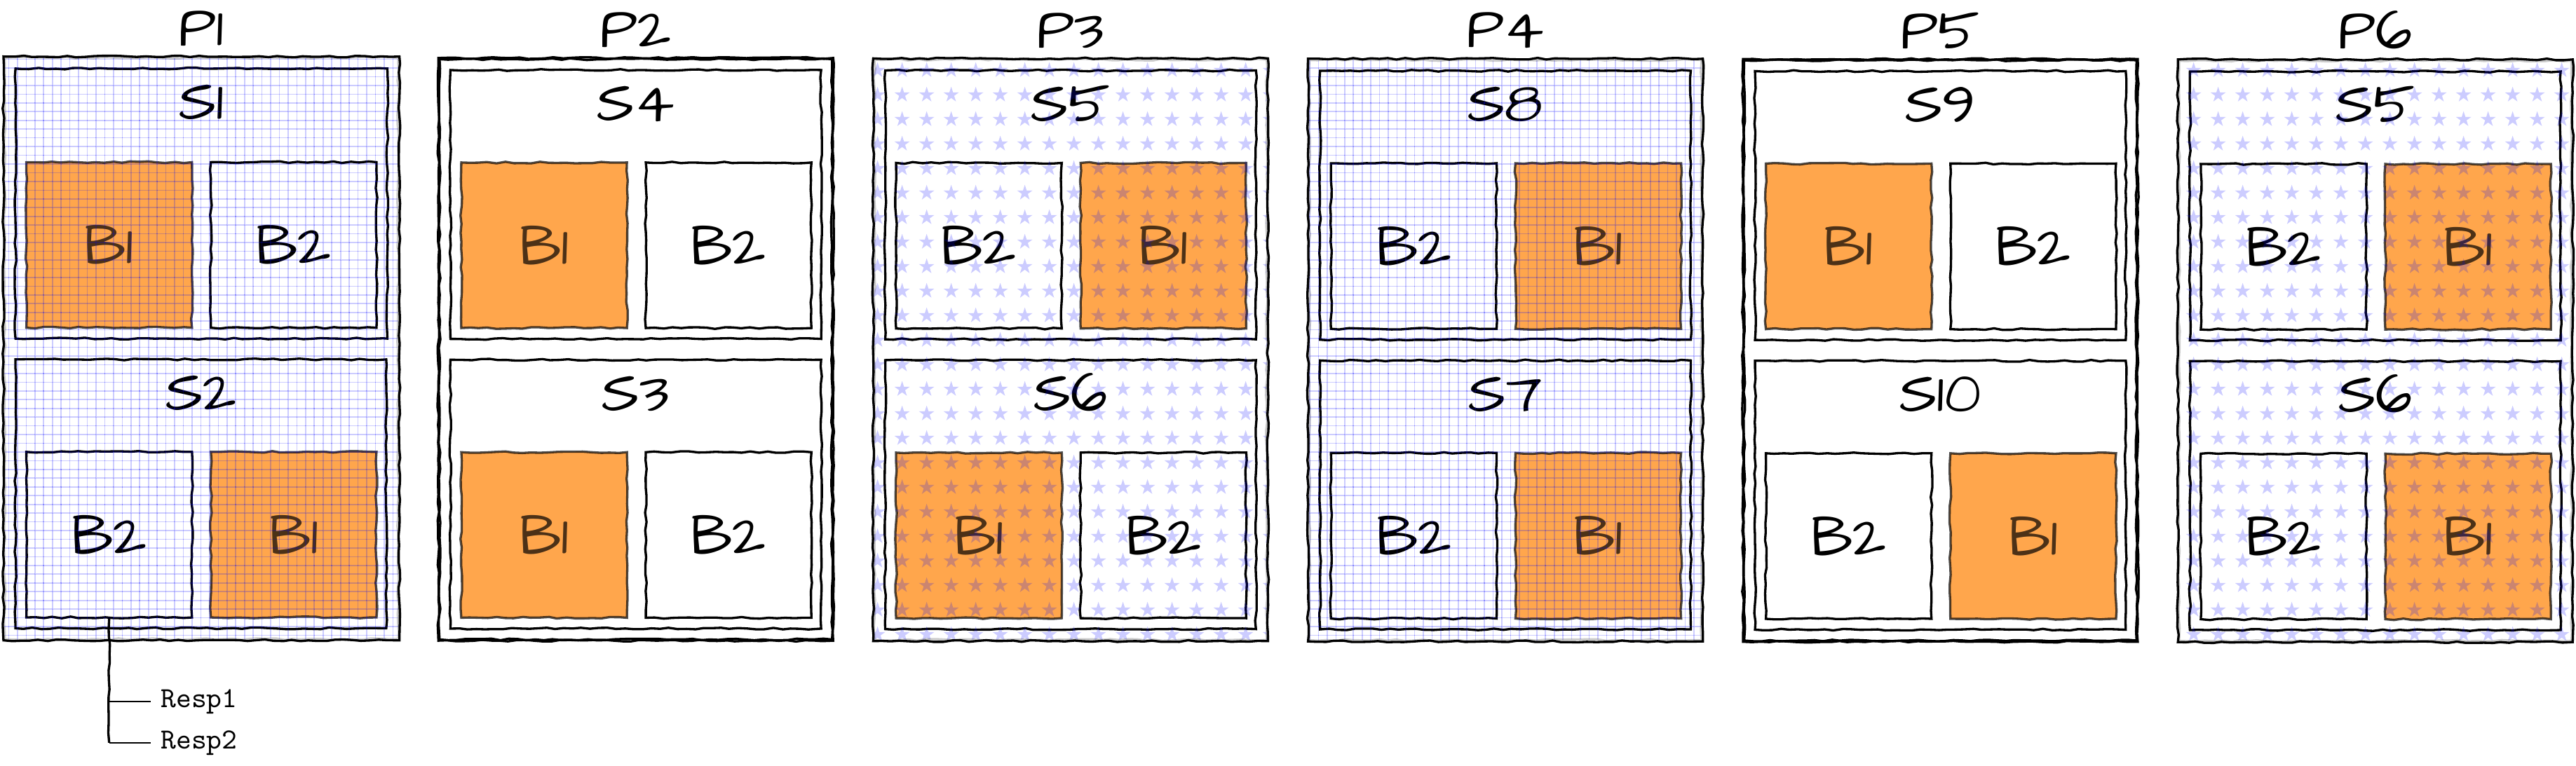 P1 P2 P3 P4 P5 P6
S1 S4 S5 S8 S9 S5
B1 B2 B1 B2 B2 B1 B2 B1 B1 B2 B2 B1
S2 S3 S6 S7 S10 S6
B2 B1 B1 B2 B1 B2 B2 B1 B2 B1 B2 B1
Resp1
Resp2